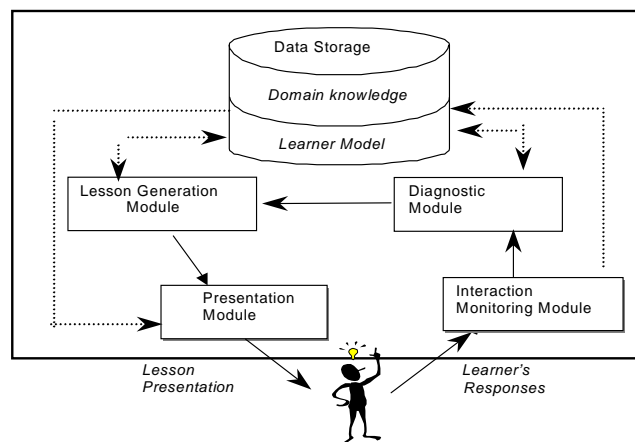 Data Storage
Domain knowledge
Learner Model
Lesson Generation
Module
Diagnostic
Module
Presentation
Module
Interaction
Monitoring Module
Lesson
Presentation
Learner's
Responses